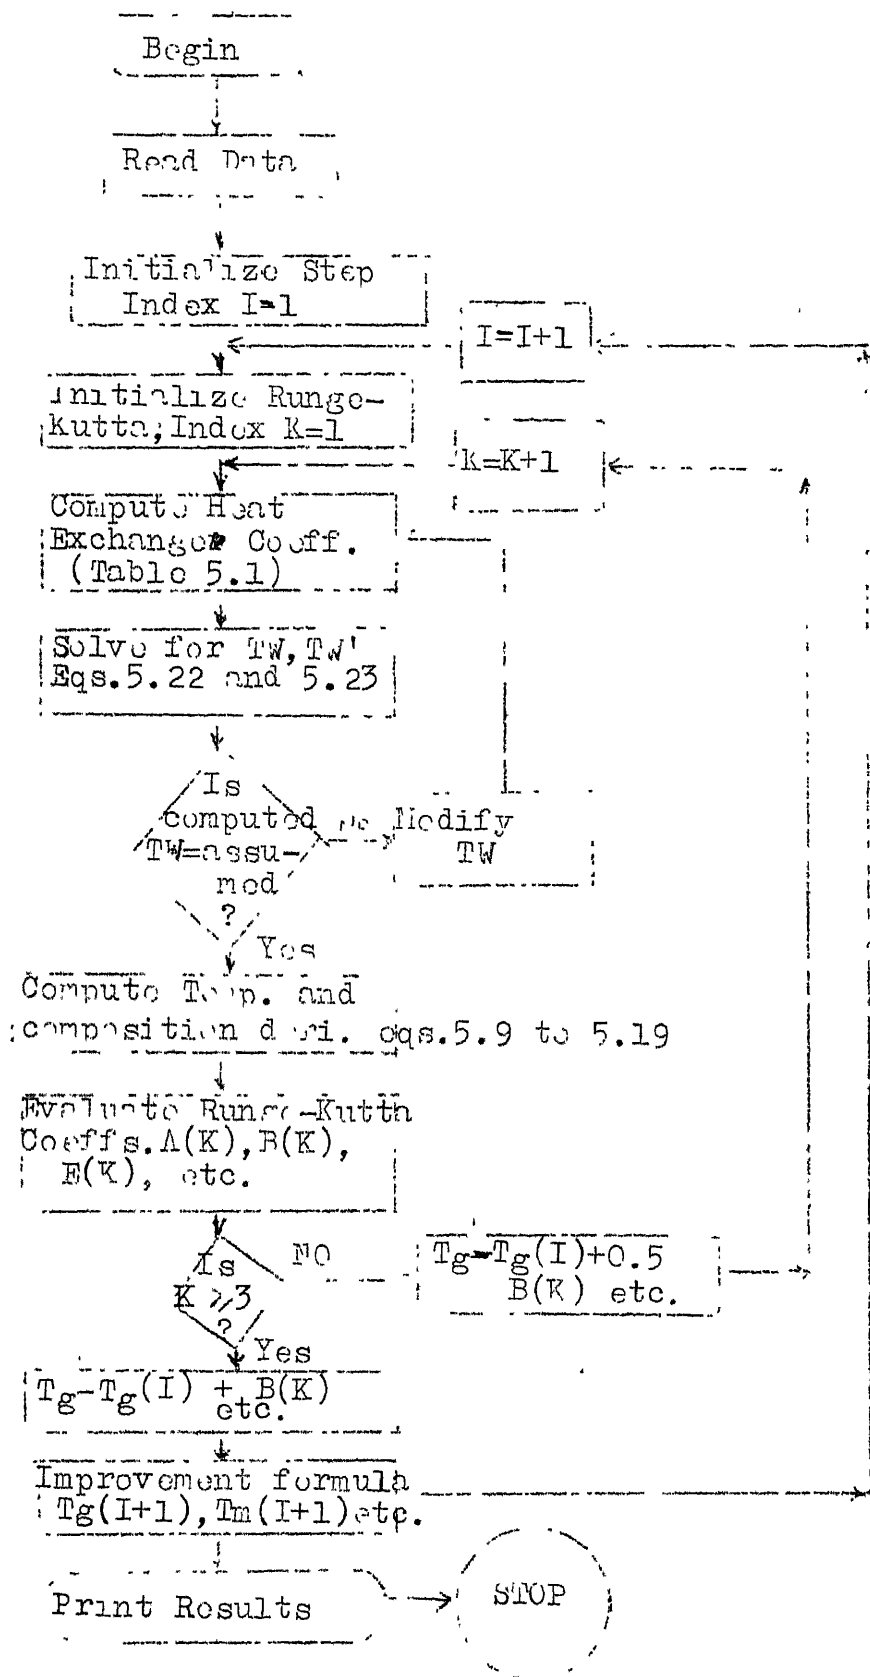 Begin
Read Data
Initialize Step
Index I=1
I=I+1
Initialize Runge-
Kutta, Index K=1
K=K+1
Compute Heat
Exchanger Coeff.
(Table 5.1)
Solve for TW, TW'
Eqs.5.22 and 5.23
Is
computed
TW=assu-
med
?
No
Modify
TW
Yes
Compute Temp. and
composition deri. eqs.5.9 to 5.19
Evaluate Runge-Kutta
Coeffs.A(K),B(K),
E(K), etc.
Is
K ⩾3
?
NO
Tg=Tg(I)+0.5
B(K) etc.
Yes
Tg-Tg(I) + B(K)
etc.
Improvement formula
Tg(I+1),Tm(I+1)etc.
Print Results
STOP